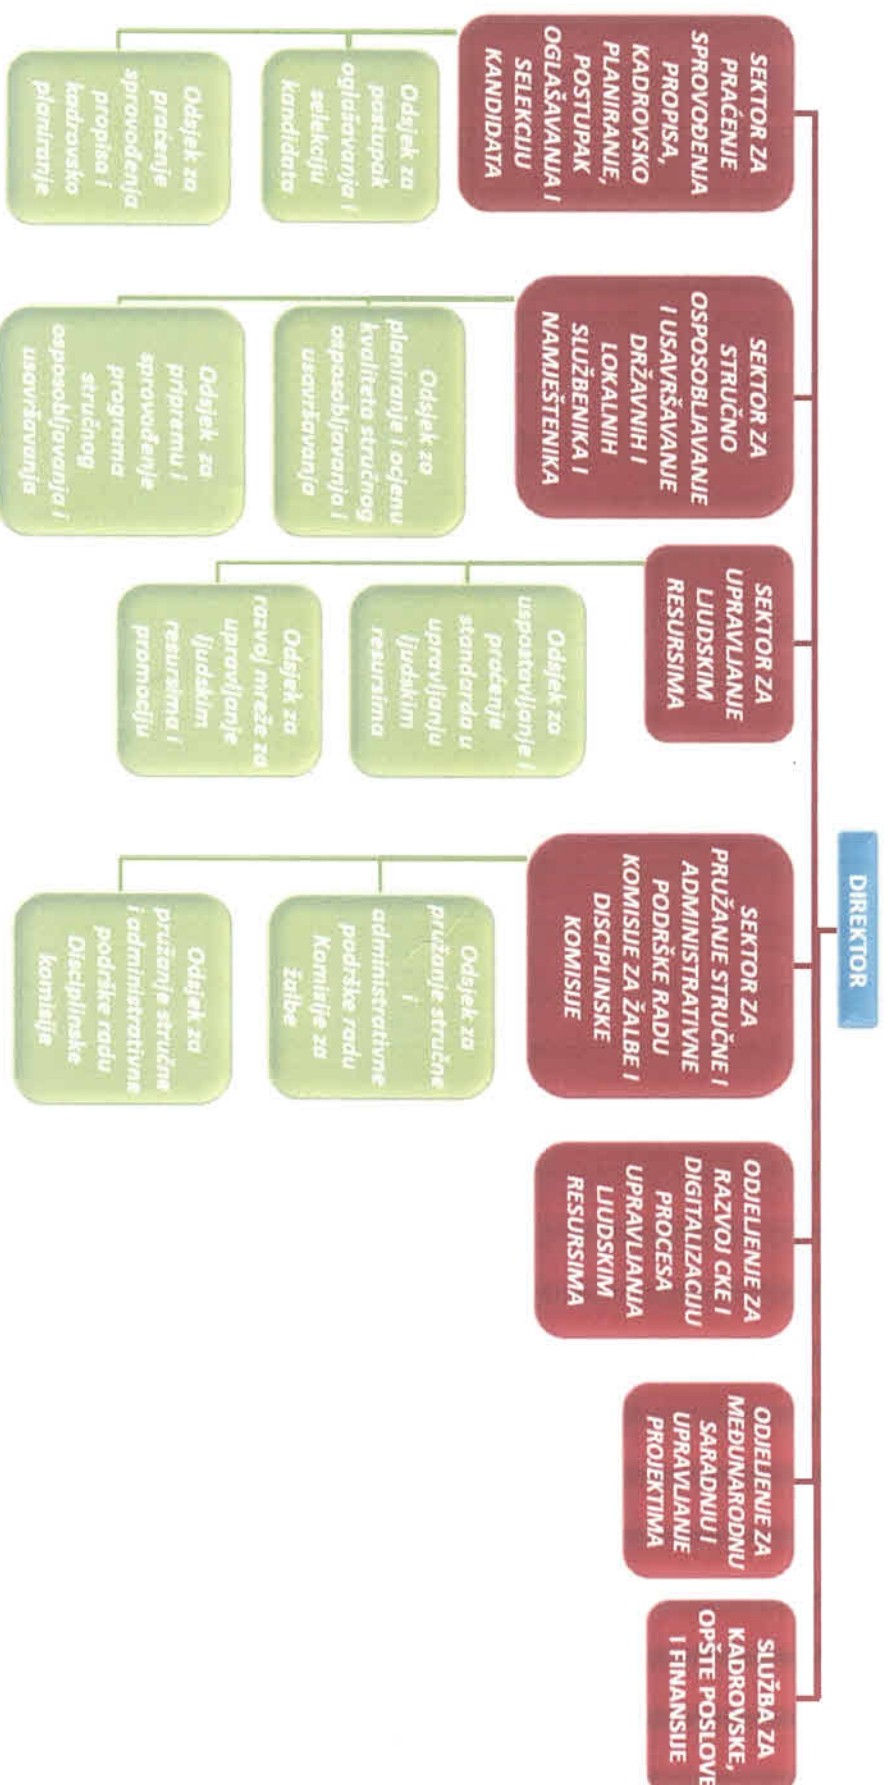 DIREKTOR
SEKTOR ZA
PRAĆENJE
SPROVOĐENJA
PROPISA,
KADROVSKO
PLANIRANJE,
POSTUPAK
OGLAŠAVANJA I
SELEKCIJU
KANDIDATA
Odsjek za
postupak
oglašavanja i
selekciju
kandidata
Odsjek za
praćenje
sprovođenja
propisa i
kadrovsko
planiranje
SEKTOR ZA
STRUČNO
OSPOSOBLJAVANJE
I USAVRŠAVANJE
DRŽAVNIH I
LOKALNIH
SLUŽBENIKA I
NAMJEŠTENIKA
Odsjek za
planiranje i ocjenu
kvaliteta stručnog
osposobljavanja i
usavršavanja
Odsjek za
pripremu i
sprovođenje
programa
stručnog
osposobljavanja i
usavršavanja
SEKTOR ZA
UPRAVLJANJE
LJUDSKIM
RESURSIMA
Odsjek za
uspostavljanje i
praćenje
standarda u
upravljanju
ljudskim
resursima
Odsjek za
razvoj mreže za
upravljanje
ljudskim
resursima i
promociju
SEKTOR ZA
PRUŽANJE STRUČNE I
ADMINISTRATIVNE
PODRŠKE RADU
KOMISIJE ZA ŽALBE I
DISCIPLINSKE
KOMISIJE
Odsjek za
pružanje stručne
i
administrativne
podrške radu
Komisije za
žalbe
Odsjek za
pružanje stručne
i administrativne
podrške radu
Disciplinske
komisije
ODJELJENJE ZA
RAZVOJ CKE I
DIGITALIZACIJU
PROCESA
UPRAVLJANJA
LJUDSKIM
RESURSIMA
ODJELJENJE ZA
MEĐUNARODNU
SARADNJU I
UPRAVLJANJE
PROJEKTIMA
SLUŽBA ZA
KADROVSKE,
OPŠTE POSLOVE
I FINANSIJE